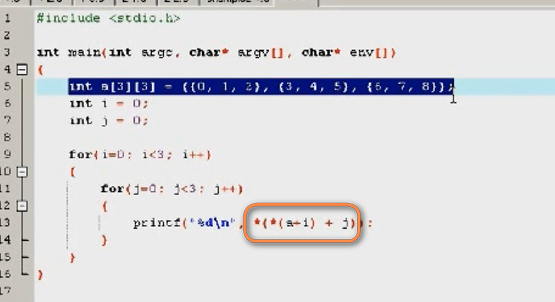 1 #include <stdio.h>
2
3 int main(int argc, char* argv[], char* env[])
4 {
5 int a[3][3] = {{0, 1, 2}, {3, 4, 5}, {6, 7, 8}};
6 int i = 0;
7 int j = 0;
8
9 for(i=0; i<3; i++)
10 {
11 for(j=0; j<3; j++)
12 {
13 printf("%d\n", *(*(a+i) + j));
14 }
15 }
16 }
17